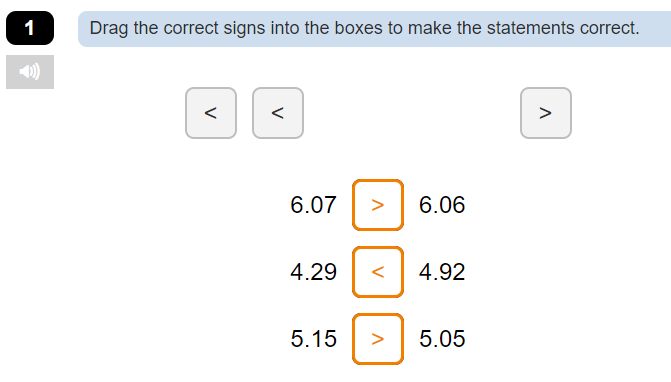 1 Drag the correct signs into the boxes to make the statements correct.
< < >
6.07 > 6.06
4.29 < 4.92
5.15 > 5.05